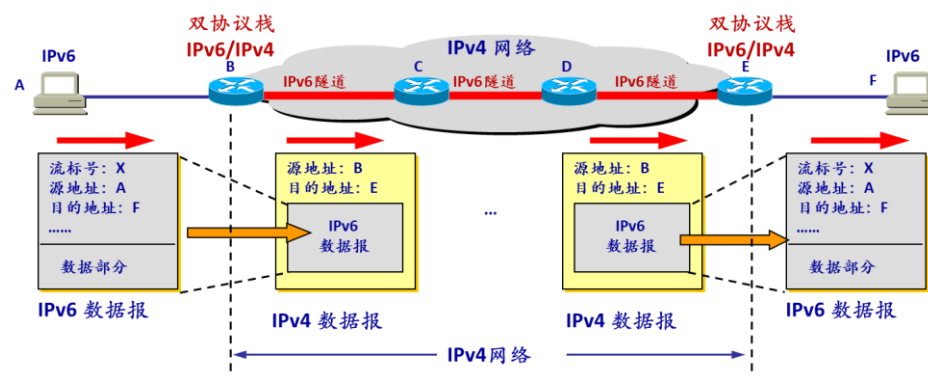 双协议栈
IPv6/IPv4
双协议栈
IPv6/IPv4
IPv6
IPv4 网络
IPv6
A
B
C
D
E
F
IPv6隧道
IPv6隧道
IPv6隧道
流标号：X
源地址：A
目的地址：F
……
数据部分
IPv6 数据报
源地址：B
目的地址：E
IPv6
数据报
IPv4 数据报
…
源地址：B
目的地址：E
IPv6
数据报
IPv4 数据报
流标号：X
源地址：A
目的地址：F
……
数据部分
IPv6 数据报
IPv4网络